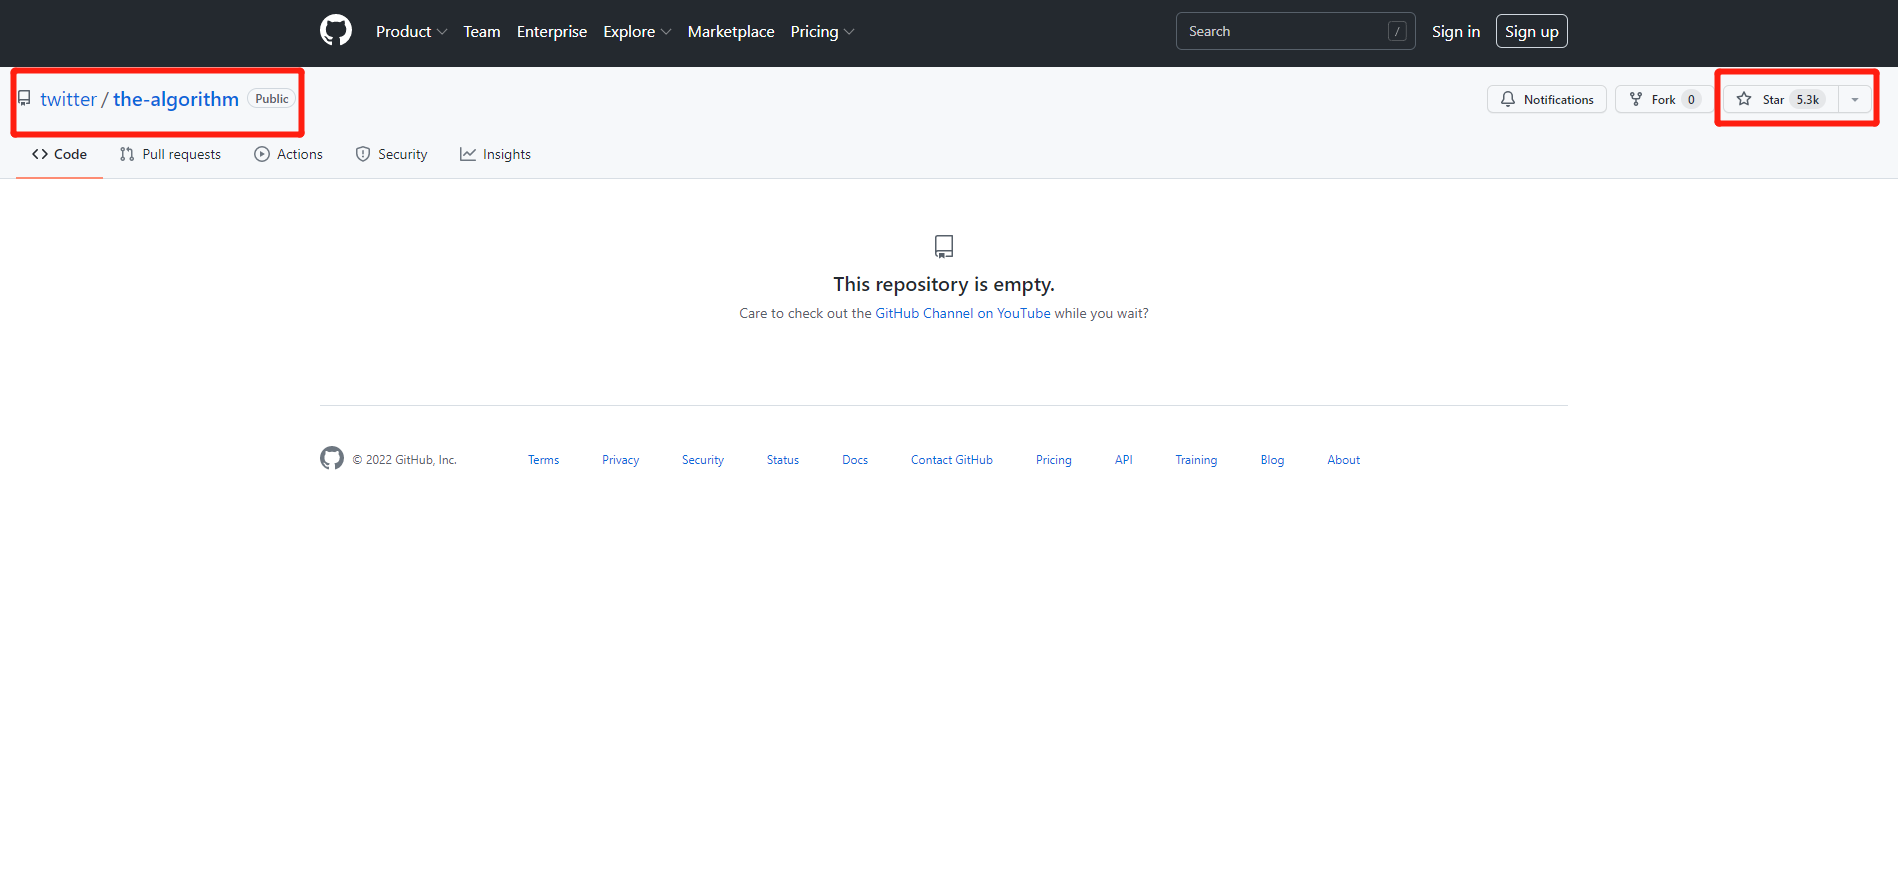 Product Team Enterprise Explore Marketplace Pricing Search / Sign in Sign up
twitter / the-algorithm Public Notifications Fork 0 Star 5.3k
Code Pull requests Actions Security Insights
This repository is empty.
Care to check out the GitHub Channel on YouTube while you wait?
© 2022 GitHub, Inc. Terms Privacy Security Status Docs Contact GitHub Pricing API Training Blog About